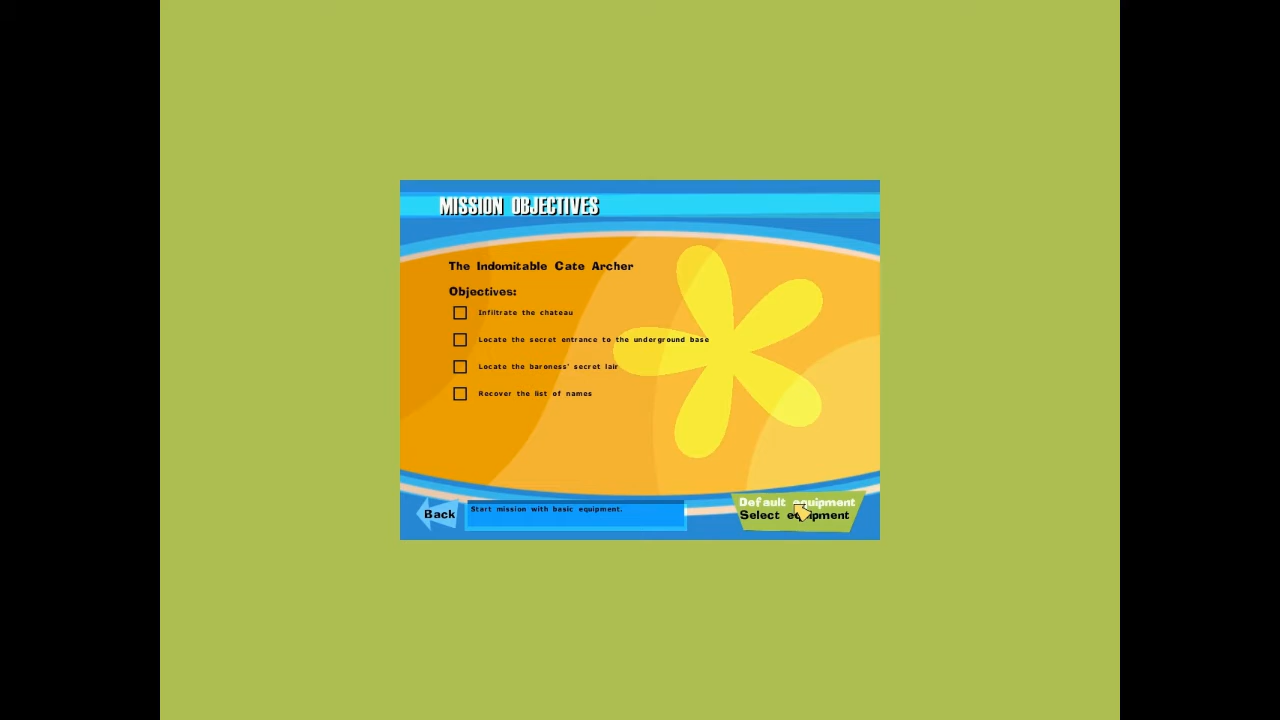 MISSION OBJECTIVES
The Indomitable Cate Archer
Objectives:
Infiltrate the chateau
Locate the secret entrance to the underground base
Locate the baroness' secret lair
Recover the list of names
Back
Start mission with basic equipment.
Default equipment
Select equipment